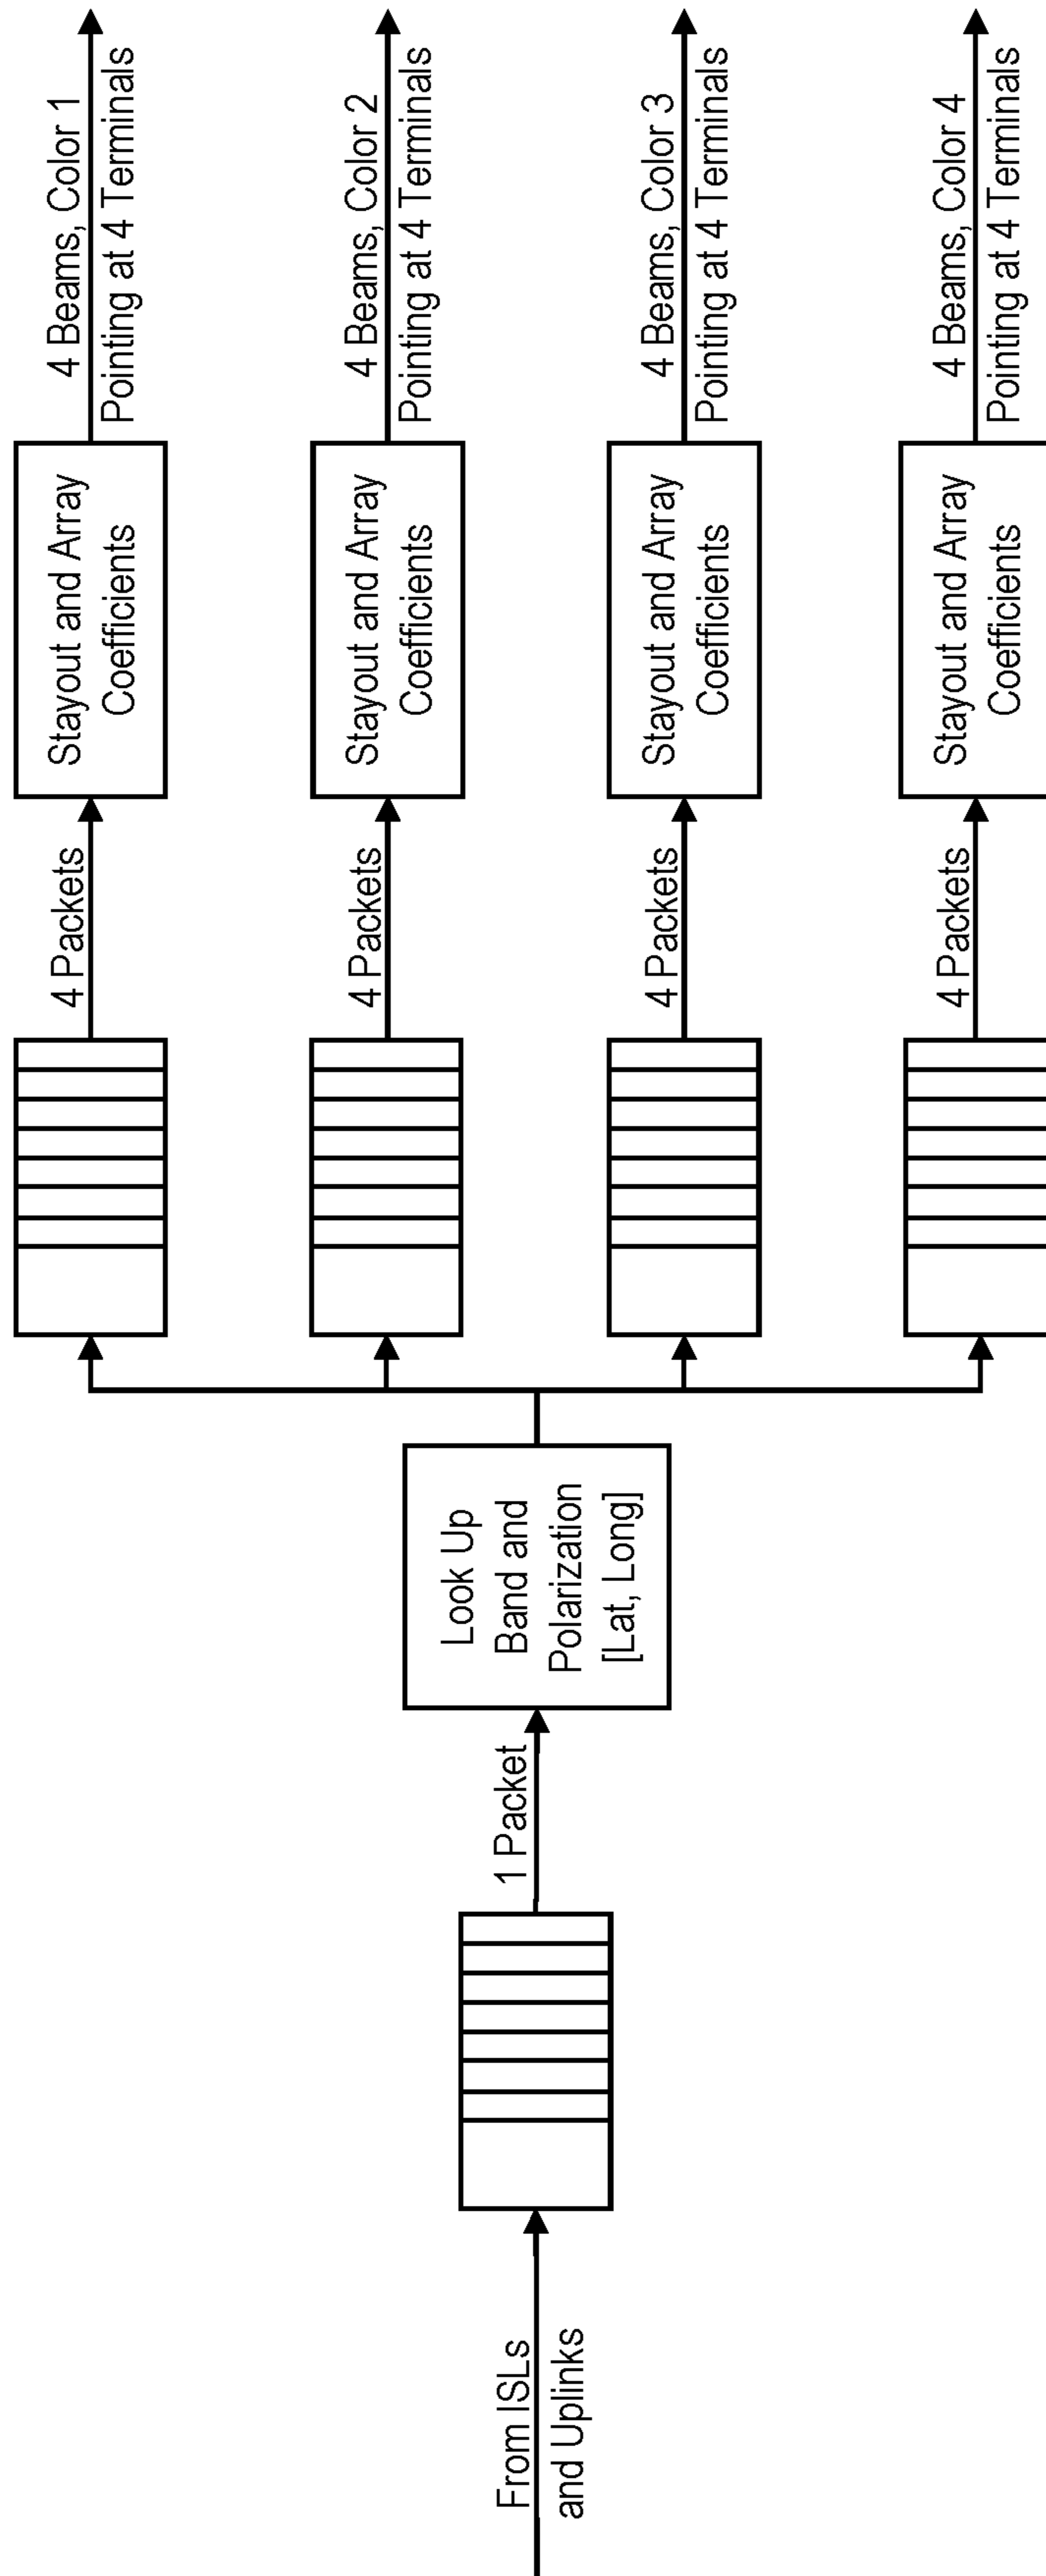 From ISLs
and Uplinks
1 Packet
Look Up
Band and
Polarization
[Lat, Long]
4 Packets
Stayout and Array
Coefficients
4 Beams, Color 1
Pointing at 4 Terminals
4 Packets
Stayout and Array
Coefficients
4 Beams, Color 2
Pointing at 4 Terminals
4 Packets
Stayout and Array
Coefficients
4 Beams, Color 3
Pointing at 4 Terminals
4 Packets
Stayout and Array
Coefficients
4 Beams, Color 4
Pointing at 4 Terminals